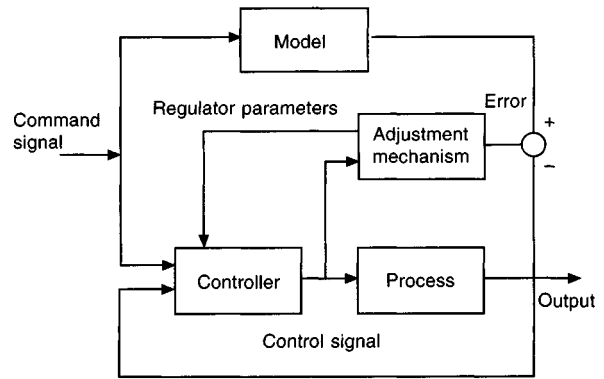 Model
Command
signal
Regulator parameters
Error
+
Adjustment
mechanism
−
Controller
Process
Output
Control signal